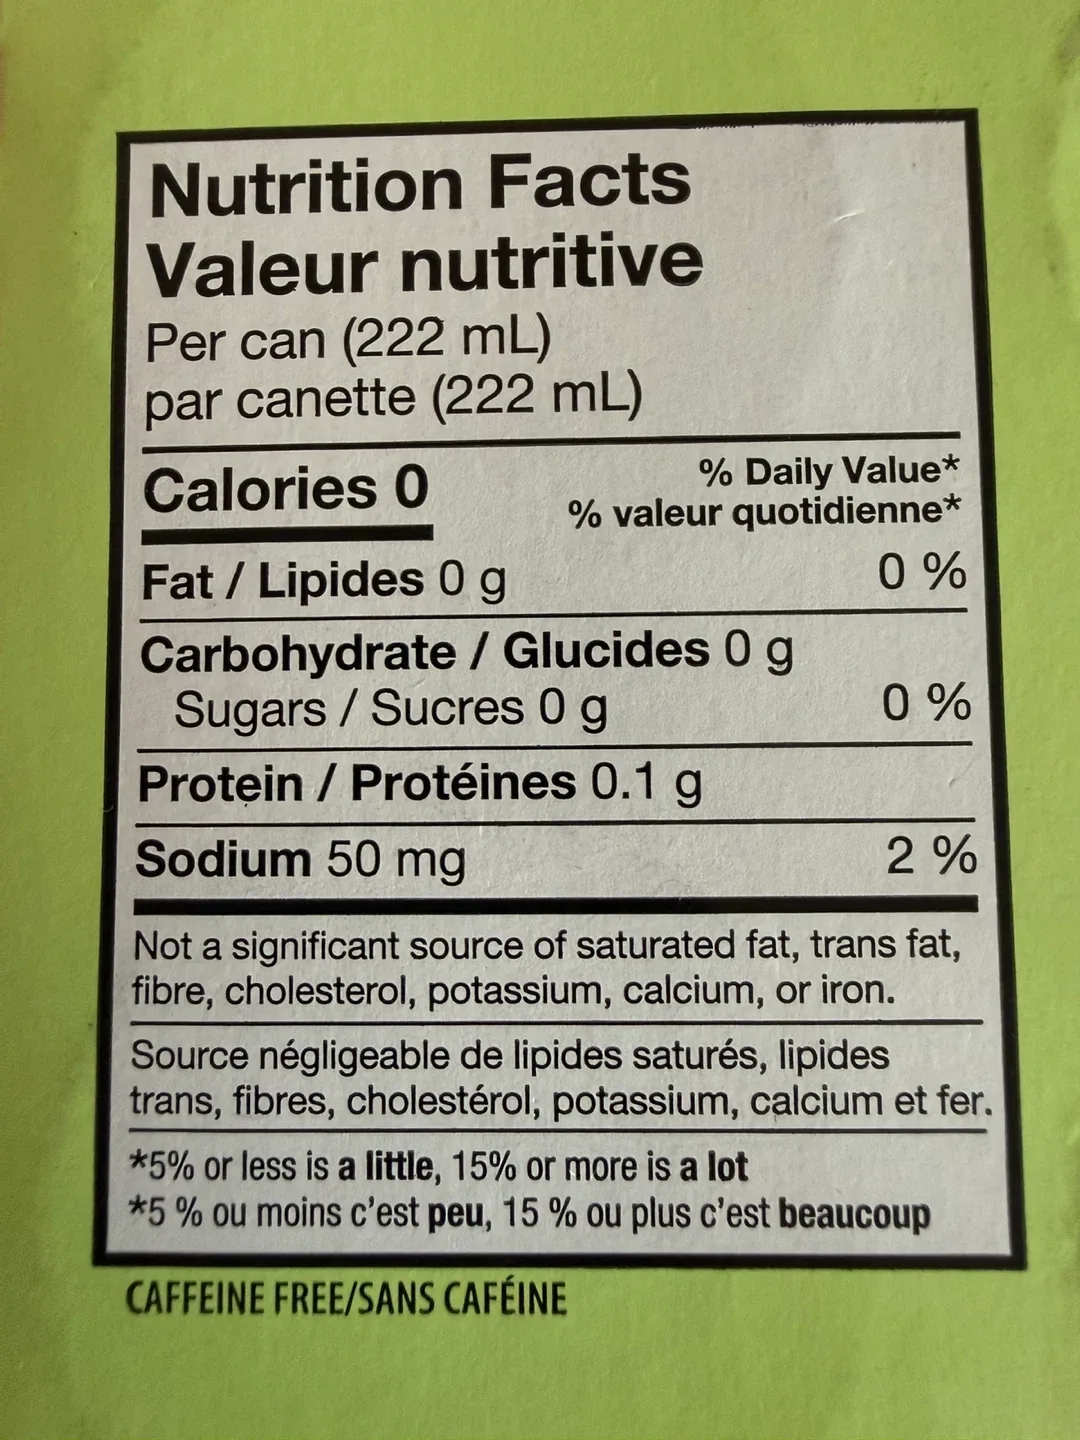 Nutrition Facts
Valeur nutritive
Per can (222 mL)
par canette (222 mL)
Calories 0
% Daily Value*
% valeur quotidienne*
Fat / Lipides 0 g 0 %
Carbohydrate / Glucides 0 g
Sugars / Sucres 0 g 0 %
Protein / Protéines 0.1 g
Sodium 50 mg 2 %
Not a significant source of saturated fat, trans fat,
fibre, cholesterol, potassium, calcium, or iron.
Source négligeable de lipides saturés, lipides
trans, fibres, cholestérol, potassium, calcium et fer.
*5% or less is a little, 15% or more is a lot
*5 % ou moins c'est peu, 15 % ou plus c'est beaucoup
CAFFEINE FREE/SANS CAFÉINE